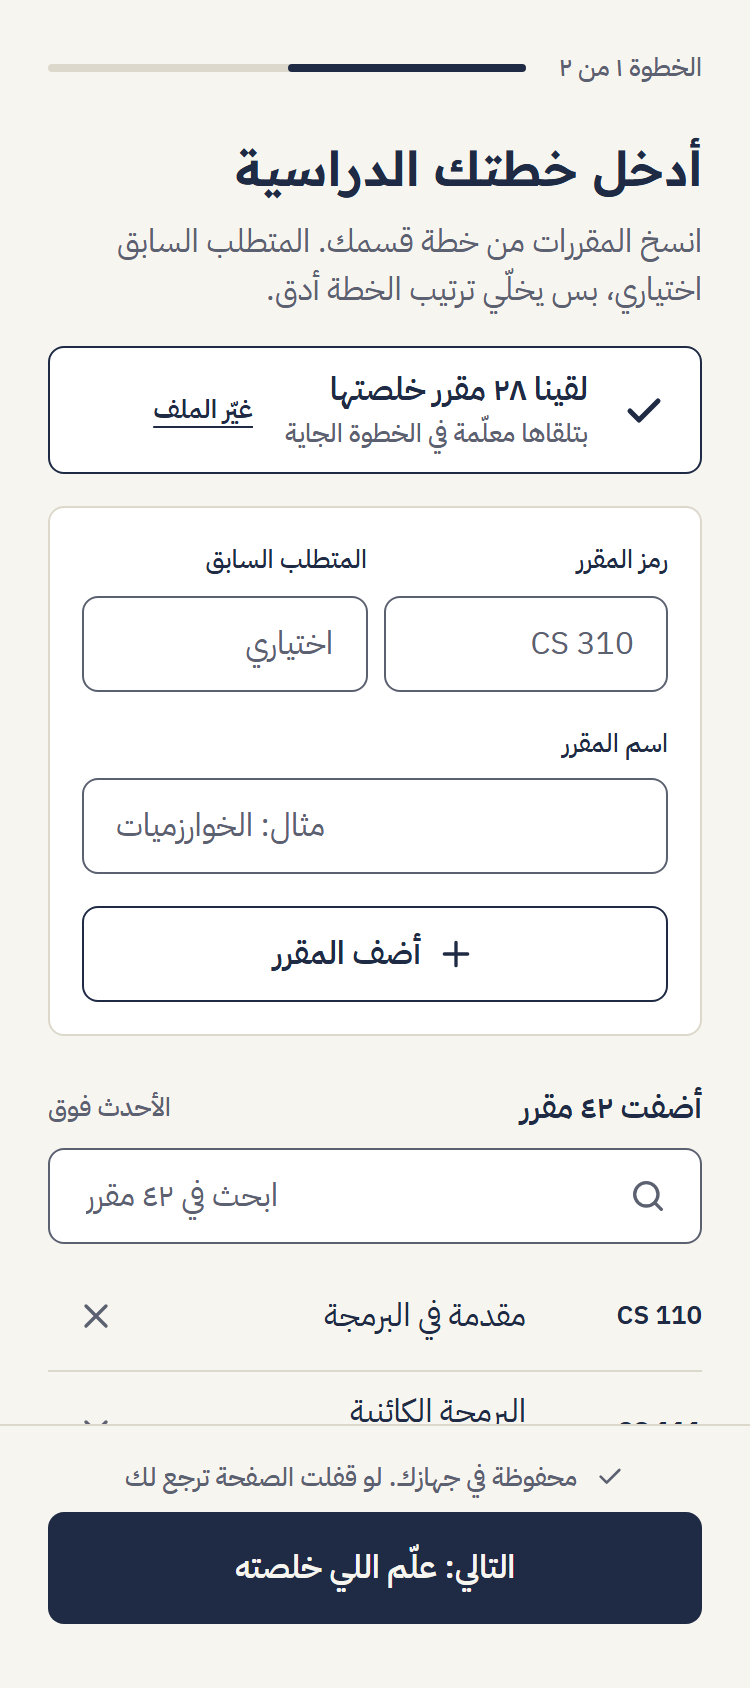 الخطوة ١ من ٢
أدخل خطتك الدراسية
انسخ المقررات من خطة قسمك. المتطلب السابق
اختياري، بس يخلّي ترتيب الخطة أدق.
لقينا ٢٨ مقرر خلصتها
بتلقاها معلّمة في الخطوة الجاية
غيّر الملف
رمز المقرر
المتطلب السابق
CS 310
اختياري
اسم المقرر
مثال: الخوارزميات
أضف المقرر
أضفت ٤٢ مقرر
الأحدث فوق
ابحث في ٤٢ مقرر
CS 110
مقدمة في البرمجة
البرمجة الكائنية
محفوظة في جهازك. لو قفلت الصفحة ترجع لك
التالي: علّم اللي خلصته